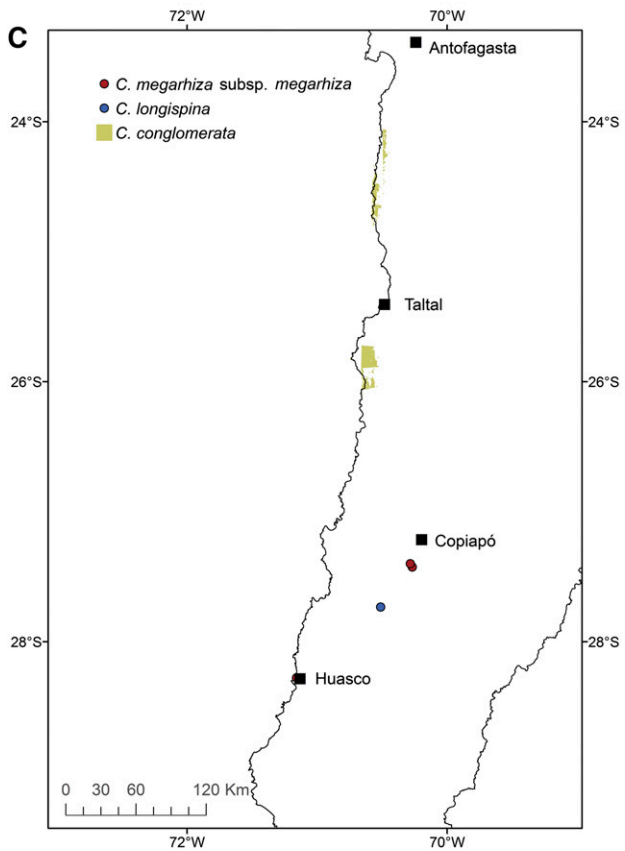 C
72°W 70°W
Antofagasta
C. megarhiza subsp. megarhiza
C. longispina
C. conglomerata
24°S 24°S
Taltal
26°S 26°S
Copiapó
28°S 28°S
Huasco
0 30 60 120 Km
72°W 70°W